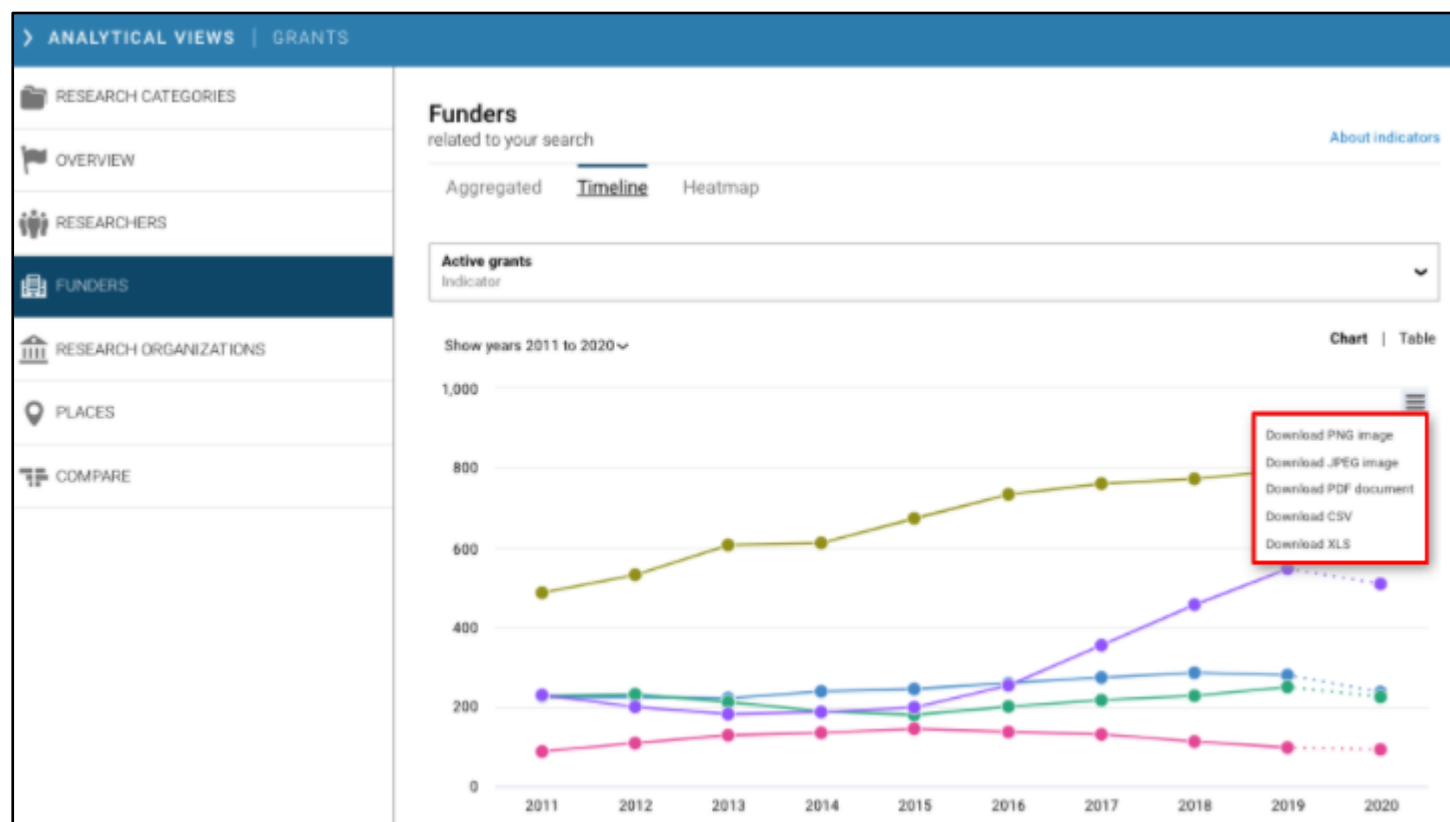 ANALYTICAL VIEWS | GRANTS
RESEARCH CATEGORIES
OVERVIEW
RESEARCHERS
FUNDERS
RESEARCH ORGANIZATIONS
PLACES
COMPARE
Funders
related to your search
About indicators
Aggregated Timeline Heatmap
Active grants
Indicator
Show years 2011 to 2020
Chart | Table
Download PNG image
Download JPEG image
Download PDF document
Download CSV
Download XLS
1,000
800
600
400
200
0
2011 2012 2013 2014 2015 2016 2017 2018 2019 2020